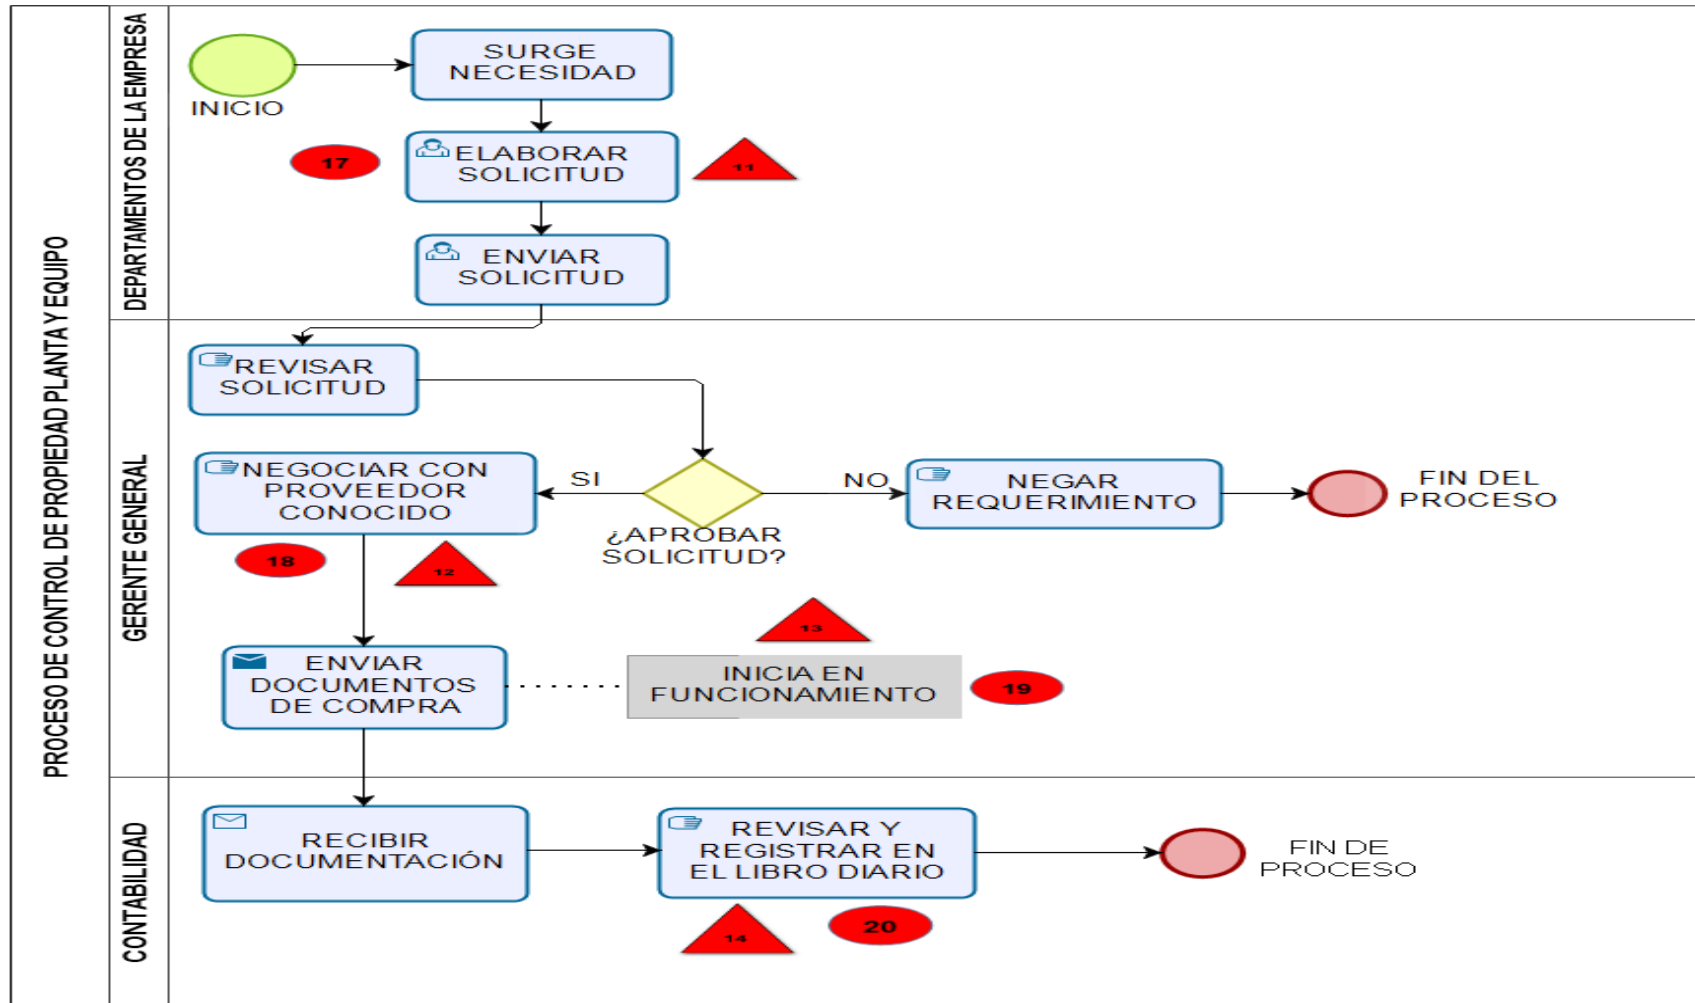 PROCESO DE CONTROL DE PROPIEDAD PLANTA Y EQUIPO
DEPARTAMENTOS DE LA EMPRESA
INICIO
SURGE
NECESIDAD
17
ELABORAR
SOLICITUD
11
ENVIAR
SOLICITUD
GERENTE GENERAL
REVISAR
SOLICITUD
NEGOCIAR CON
PROVEEDOR
CONOCIDO
SI
¿APROBAR
SOLICITUD?
NO
NEGAR
REQUERIMIENTO
FIN DEL
PROCESO
18
12
13
ENVIAR
DOCUMENTOS
DE COMPRA
INICIA EN
FUNCIONAMIENTO
19
CONTABILIDAD
RECIBIR
DOCUMENTACIÓN
REVISAR Y
REGISTRAR EN
EL LIBRO DIARIO
FIN DE
PROCESO
14
20